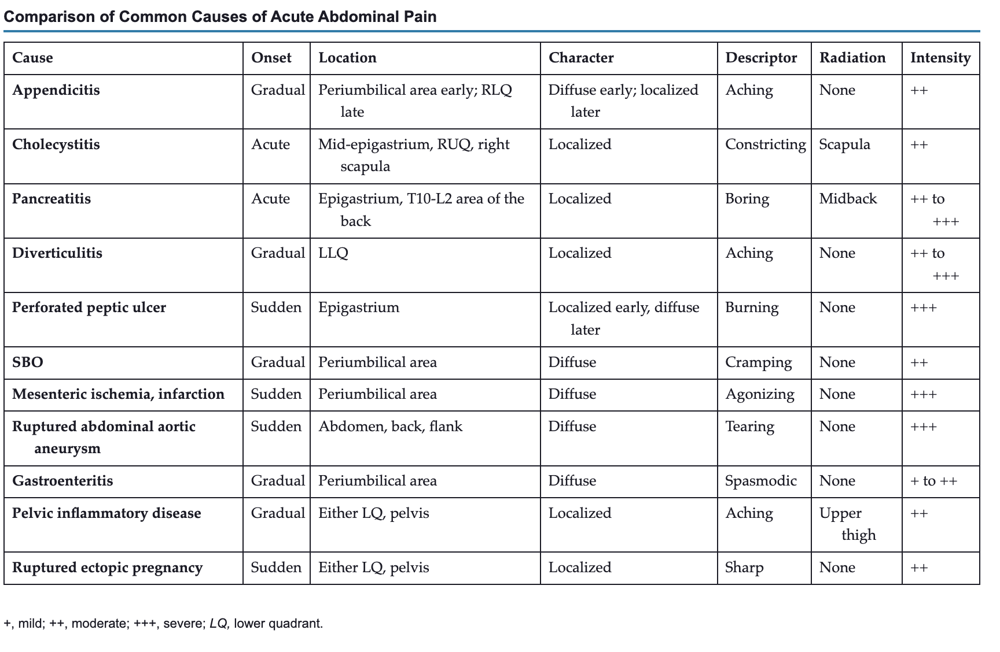 Comparison of Common Causes of Acute Abdominal Pain
Cause Onset Location Character Descriptor Radiation Intensity
Appendicitis Gradual Periumbilical area early; RLQ Diffuse early; localized Aching None ++
late later
Cholecystitis Acute Mid-epigastrium, RUQ, right Localized Constricting Scapula ++
scapula
Pancreatitis Acute Epigastrium, T10-L2 area of the Localized Boring Midback ++ to
back +++
Diverticulitis Gradual LLQ Localized Aching None ++ to
+++
Perforated peptic ulcer Sudden Epigastrium Localized early, diffuse Burning None +++
later
SBO Gradual Periumbilical area Diffuse Cramping None ++
Mesenteric ischemia, infarction Sudden Periumbilical area Diffuse Agonizing None +++
Ruptured abdominal aortic Sudden Abdomen, back, flank Diffuse Tearing None +++
aneurysm
Gastroenteritis Gradual Periumbilical area Diffuse Spasmodic None + to ++
Pelvic inflammatory disease Gradual Either LQ, pelvis Localized Aching Upper ++
thigh
Ruptured ectopic pregnancy Sudden Either LQ, pelvis Localized Sharp None ++
+, mild; ++, moderate; +++, severe; LQ, lower quadrant.